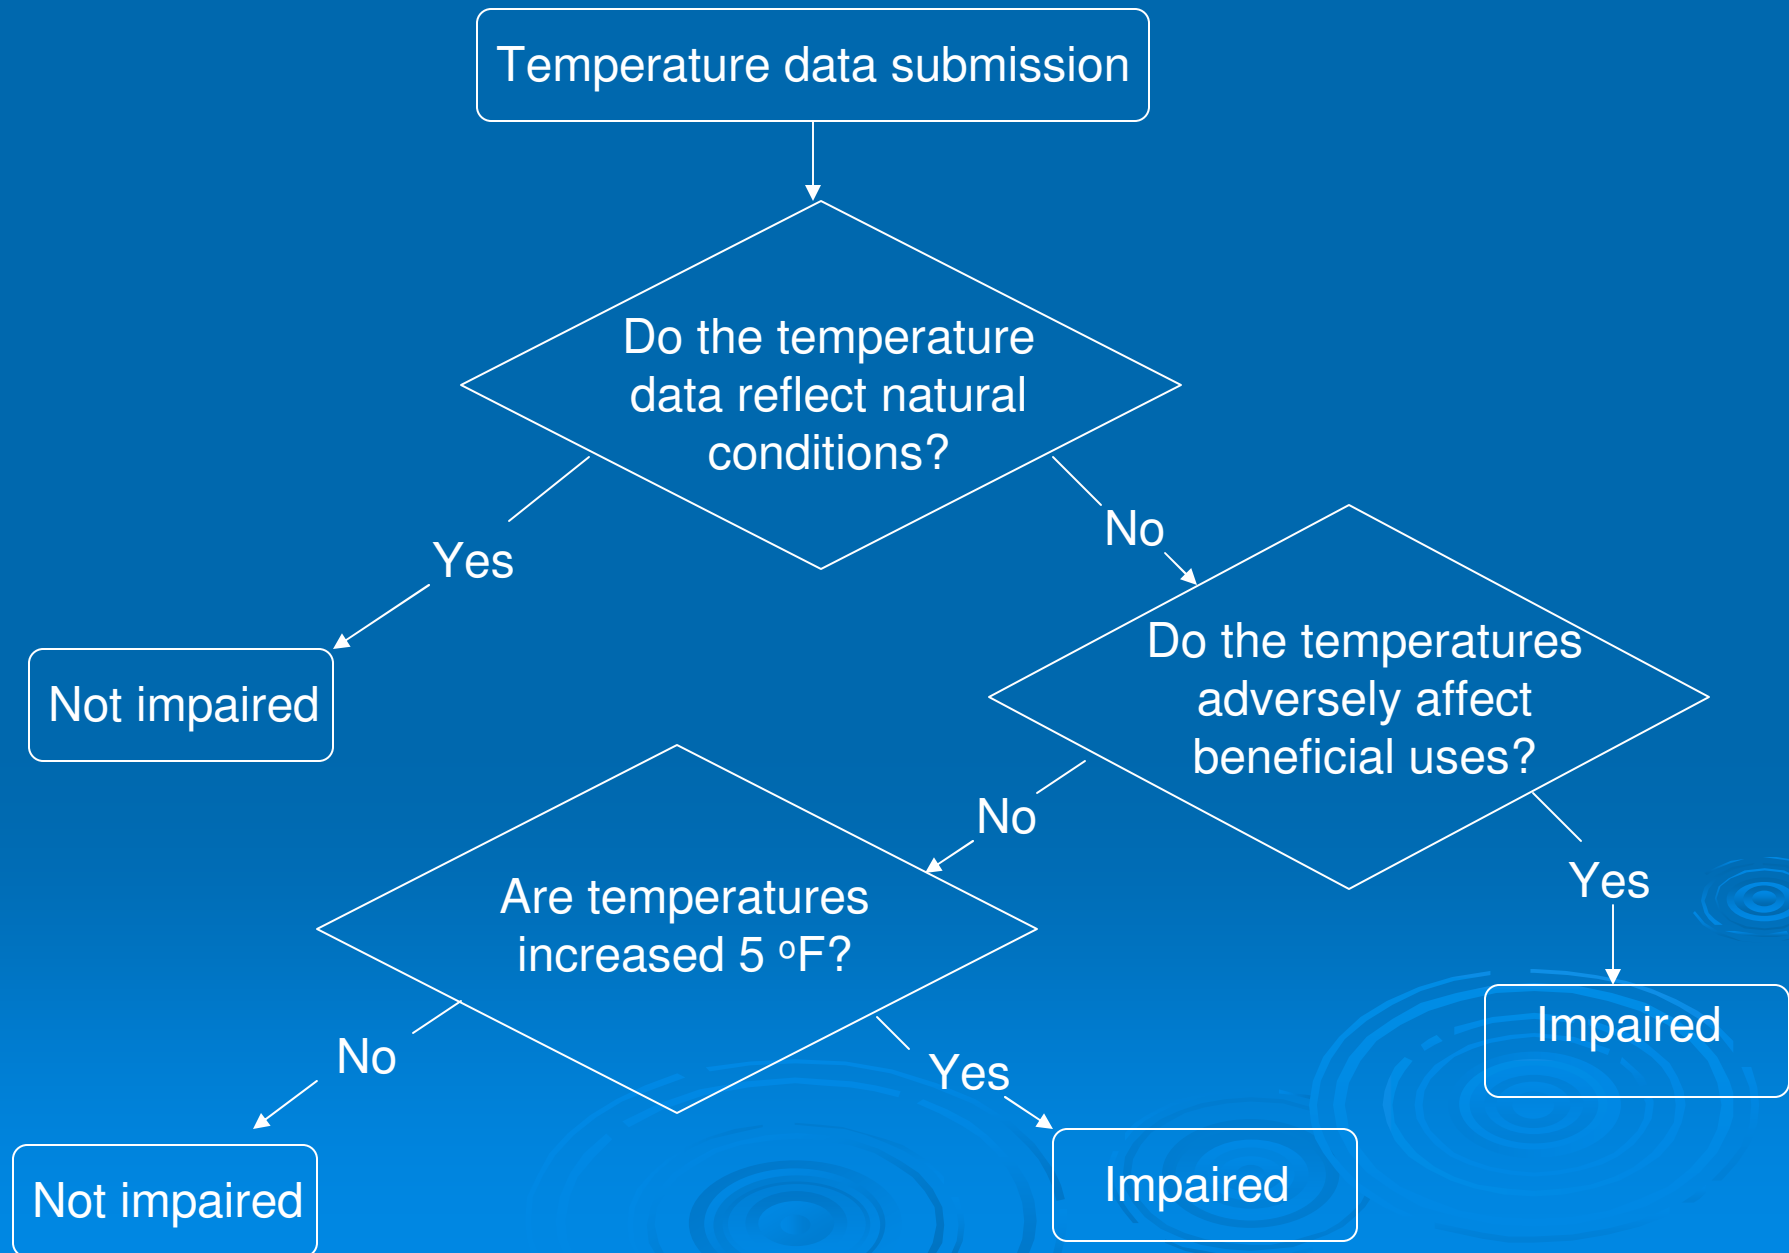 Temperature data submission
Do the temperature
data reflect natural
conditions?
Yes
No
Not impaired
Do the temperatures
adversely affect
beneficial uses?
No
Yes
Are temperatures
increased 5 ºF?
Impaired
No
Yes
Not impaired
Impaired